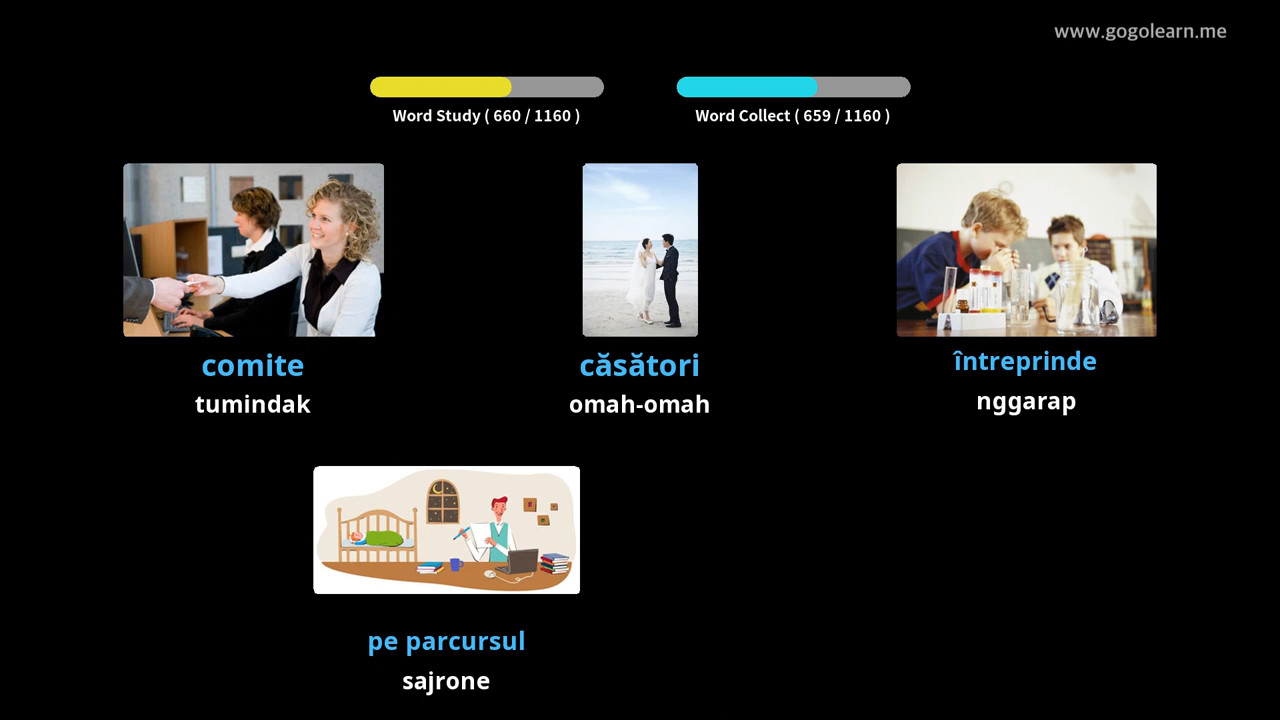 www.gogolearn.me
Word Study ( 660 / 1160 )
Word Collect ( 659 / 1160 )
comite
tumindak
căsători
omah-omah
întreprinde
nggarap
pe parcursul
sajrone